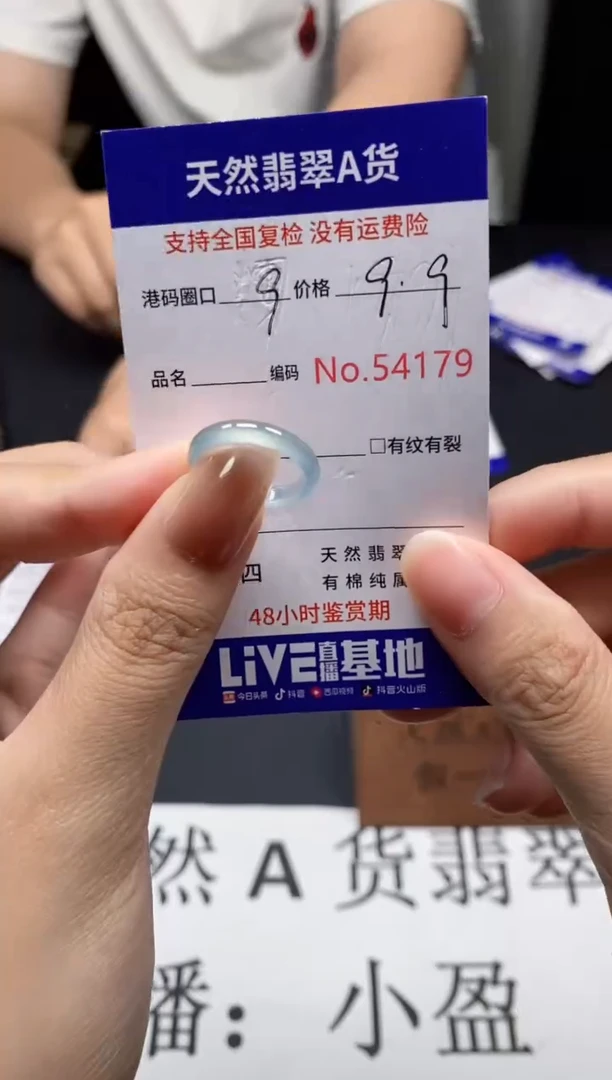 天然翡翠A货
支持全国复检 没有运费险
港码圈口 9 价格 9.9
品名 编码 No.54179
□有纹有裂
四 天然翡翠
有棉纯属
48小时鉴赏期
LiVE直播基地
今日头条 抖音 西瓜视频 抖音火山版
然A货翡翠
播：小盈